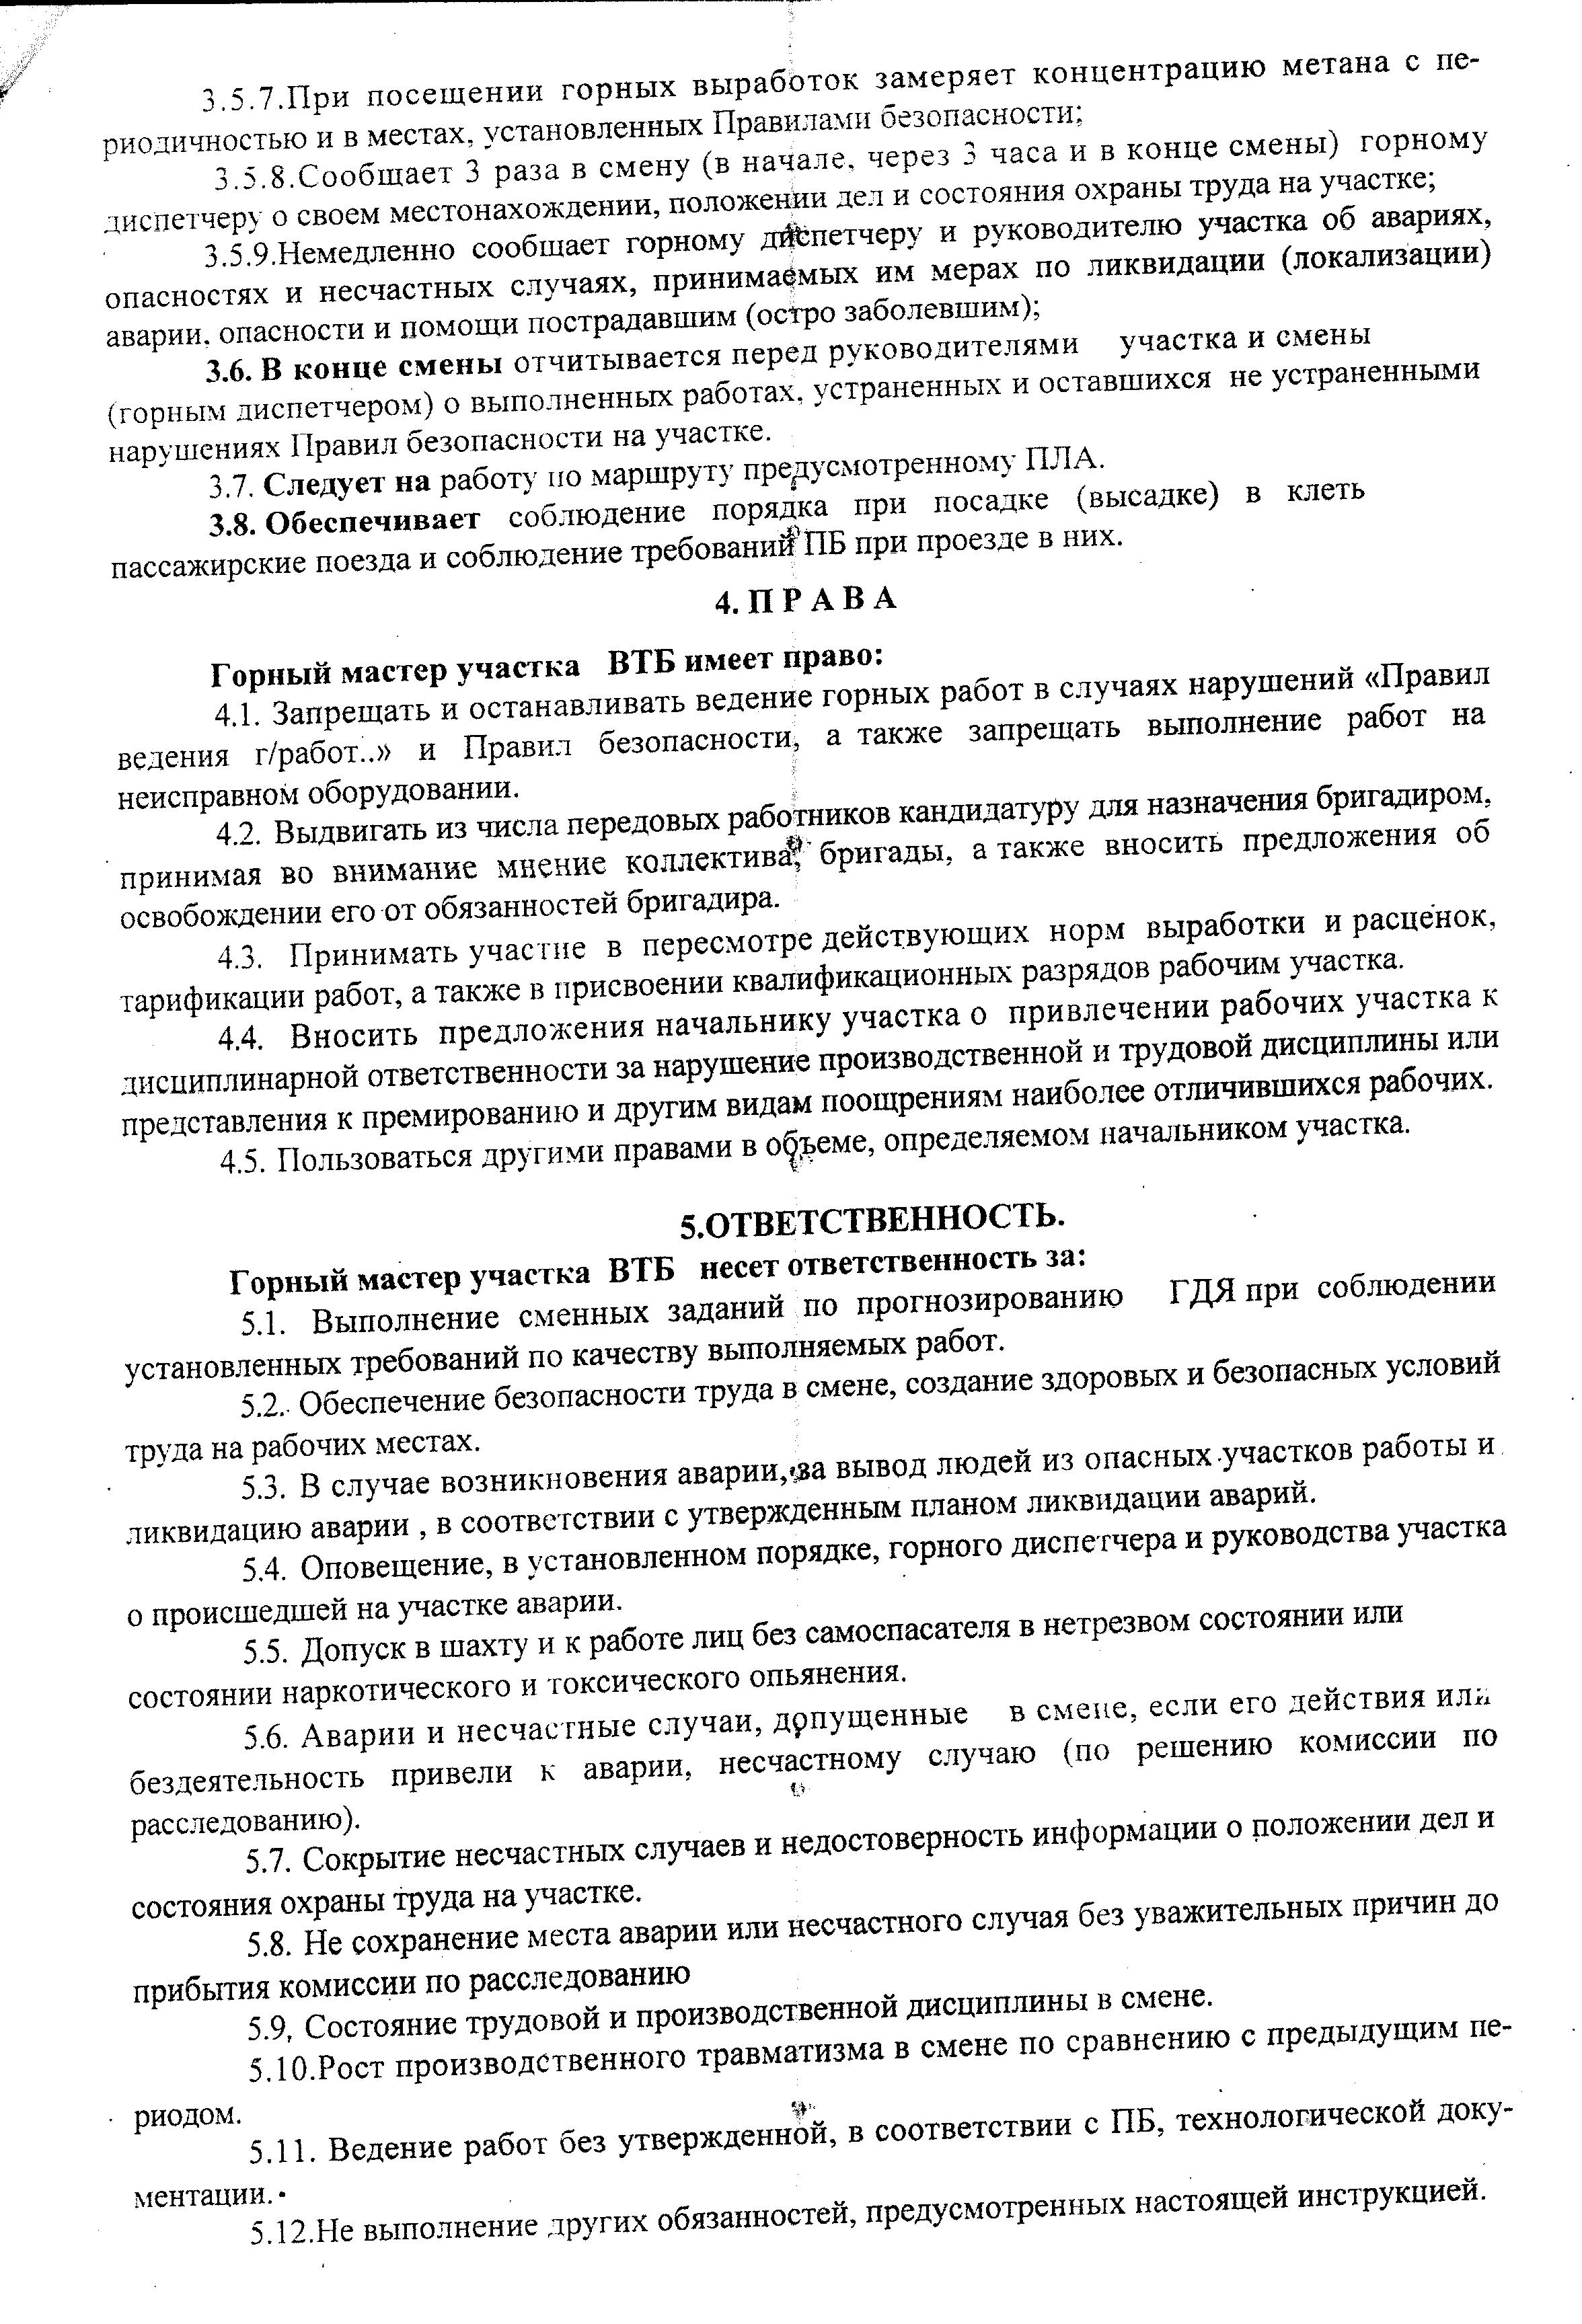 3.5.7.При посещении горных выработок замеряет концентрацию метана с пе-
риодичностью и в местах, установленных Правилами безопасности;
3.5.8.Сообщает 3 раза в смену (в начале, через 3 часа и в конце смены) горному
диспетчеру о своем местонахождении, положении дел и состояния охраны труда на участке;
3.5.9.Немедленно сообщает горному диспетчеру и руководителю участка об авариях,
опасностях и несчастных случаях, принимаемых им мерах по ликвидации (локализации)
аварии, опасности и помощи пострадавшим (остро заболевшим);
3.6. В конце смены отчитывается перед руководителями участка и смены
(горным диспетчером) о выполненных работах, устраненных и оставшихся не устраненными
нарушениях Правил безопасности на участке.
3.7. Следует на работу по маршруту предусмотренному ПЛА.
3.8. Обеспечивает соблюдение порядка при посадке (высадке) в клеть
пассажирские поезда и соблюдение требований ПБ при проезде в них.
4. П Р А В А
Горный мастер участка ВТБ имеет право:
4.1. Запрещать и останавливать ведение горных работ в случаях нарушений «Правил
ведения г/работ..» и Правил безопасности, а также запрещать выполнение работ на
неисправном оборудовании.
4.2. Выдвигать из числа передовых работников кандидатуру для назначения бригадиром,
принимая во внимание мнение коллектива, бригады, а также вносить предложения об
освобождении его от обязанностей бригадира.
4.3. Принимать участие в пересмотре действующих норм выработки и расценок,
тарификации работ, а также в присвоении квалификационных разрядов рабочим участка.
4.4. Вносить предложения начальнику участка о привлечении рабочих участка к
дисциплинарной ответственности за нарушение производственной и трудовой дисциплины или
представления к премированию и другим видам поощрениям наиболее отличившихся рабочих.
4.5. Пользоваться другими правами в объеме, определяемом начальником участка.
5.ОТВЕТСТВЕННОСТЬ.
Горный мастер участка ВТБ несет ответственность за:
5.1. Выполнение сменных заданий по прогнозированию ГДЯ при соблюдении
установленных требований по качеству выполняемых работ.
5.2.. Обеспечение безопасности труда в смене, создание здоровых и безопасных условий
труда на рабочих местах.
5.3. В случае возникновения аварии, за вывод людей из опасных участков работы и
ликвидацию аварии , в соответствии с утвержденным планом ликвидации аварий.
5.4. Оповещение, в установленном порядке, горного диспетчера и руководства участка
о происшедшей на участке аварии.
5.5. Допуск в шахту и к работе лиц без самоспасателя в нетрезвом состоянии или
состоянии наркотического и токсического опьянения.
5.6. Аварии и несчастные случаи, допущенные в смене, если его действия или
бездеятельность привели к аварии, несчастному случаю (по решению комиссии по
расследованию).
5.7. Сокрытие несчастных случаев и недостоверность информации о положении дел и
состояния охраны труда на участке.
5.8. Не сохранение места аварии или несчастного случая без уважительных причин до
прибытия комиссии по расследованию
5.9, Состояние трудовой и производственной дисциплины в смене.
5.10.Рост производственного травматизма в смене по сравнению с предыдущим пе-
риодом.
5.11. Ведение работ без утвержденной, в соответствии с ПБ, технологической доку-
ментации.
5.12.Не выполнение других обязанностей, предусмотренных настоящей инструкцией.